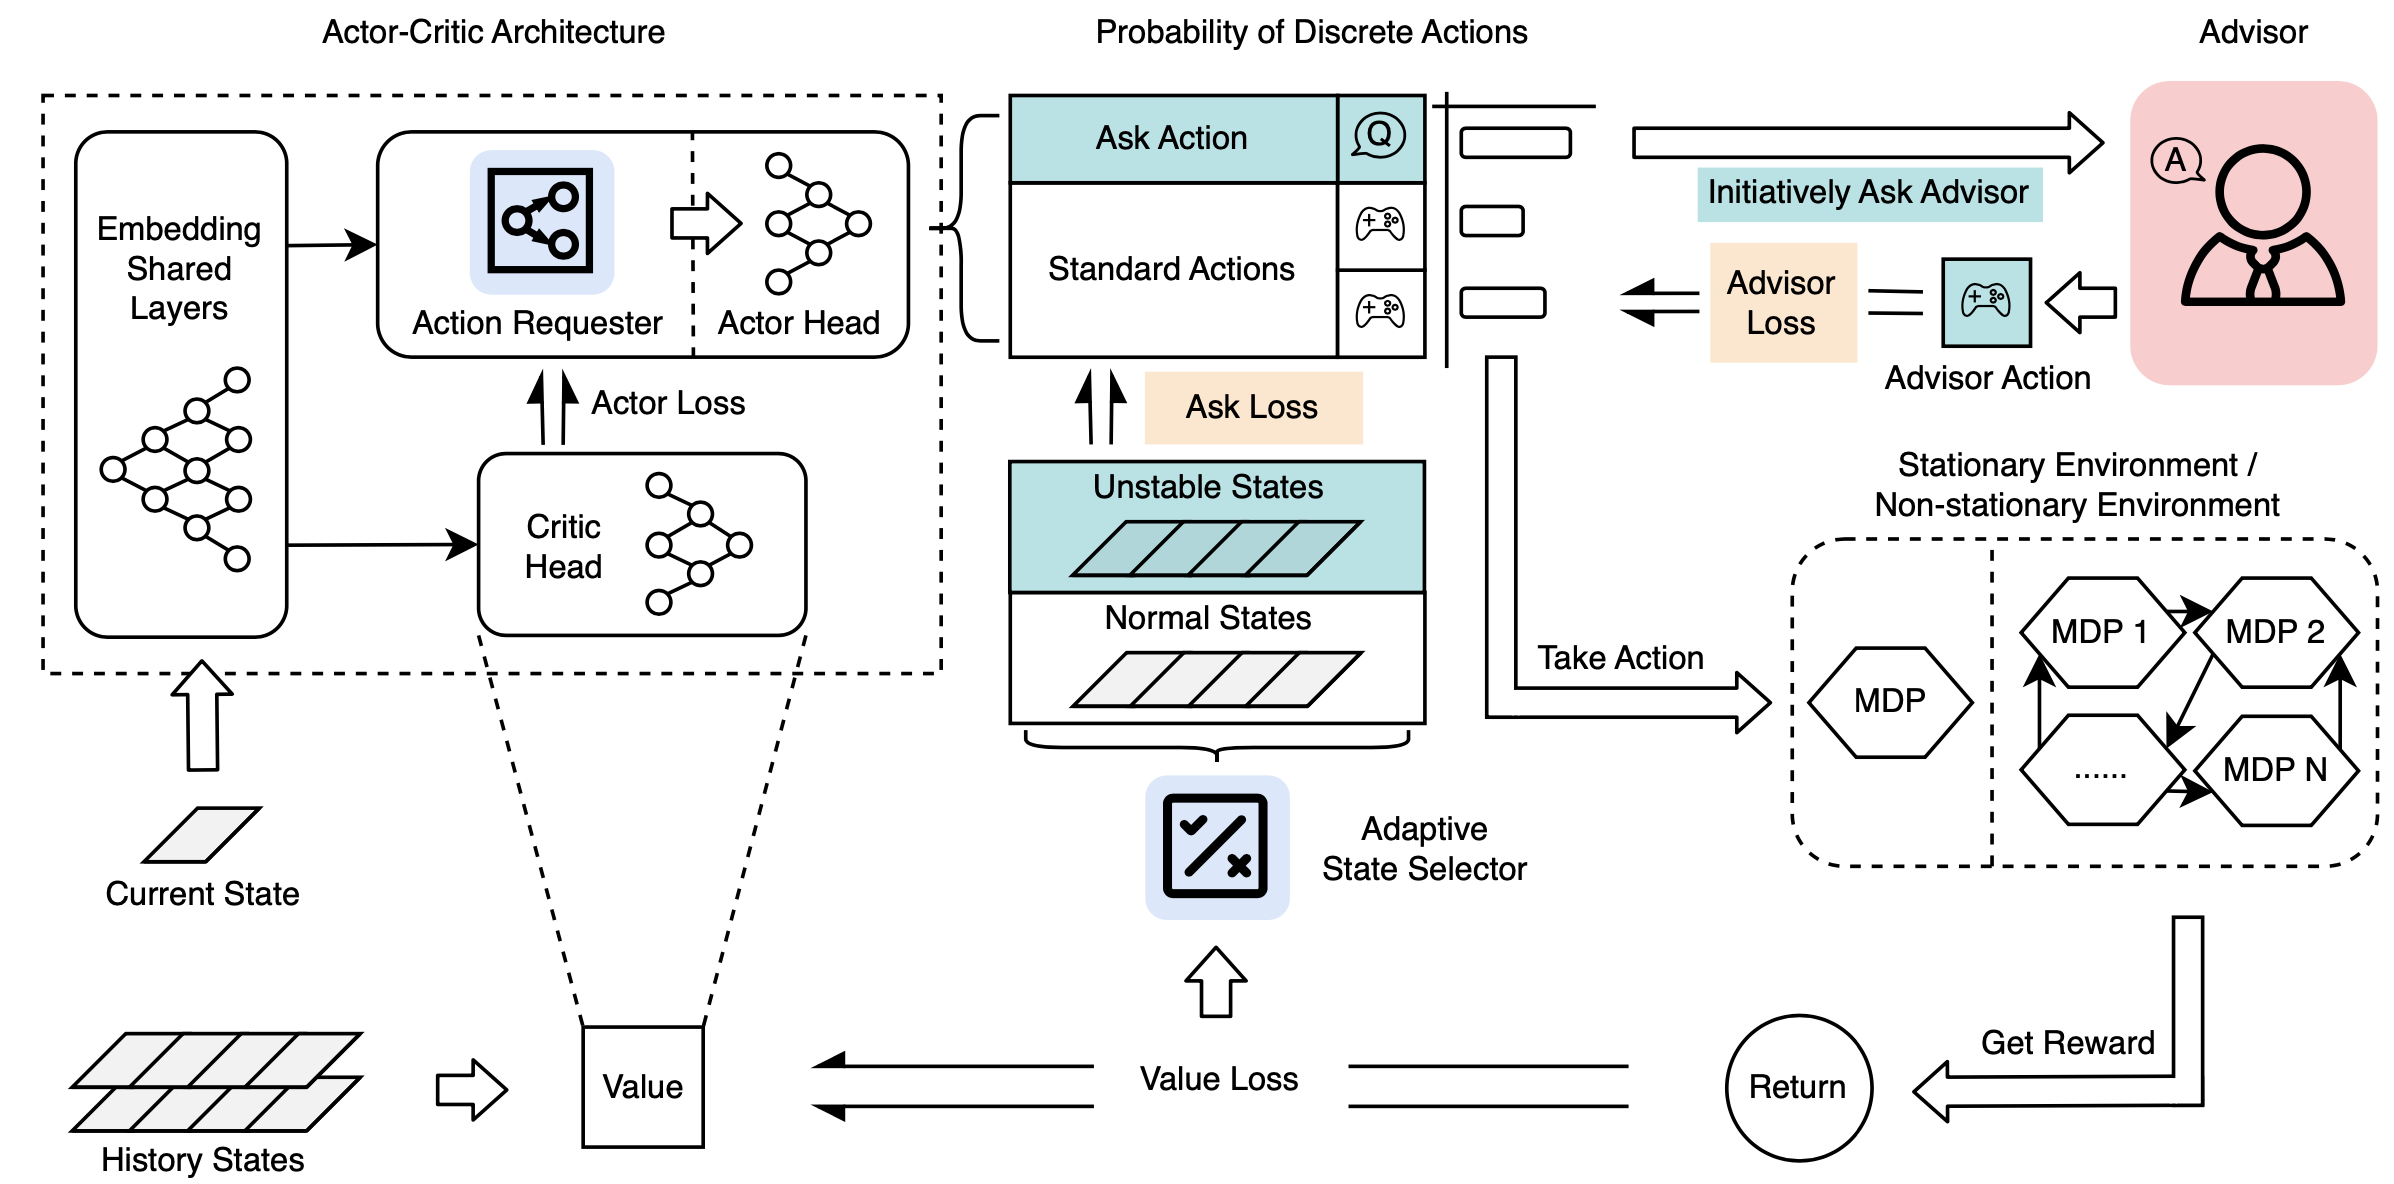 Actor-Critic Architecture
Probability of Discrete Actions
Advisor
Embedding
Shared
Layers
Action Requester
Actor Head
Actor Loss
Critic
Head
Current State
History States
Value
Ask Action
Q
Standard Actions
Ask Loss
Unstable States
Normal States
Adaptive
State Selector
Value Loss
Initiatively Ask Advisor
A
Advisor
Loss
Advisor Action
Take Action
Stationary Environment /
Non-stationary Environment
MDP
MDP 1
MDP 2
......
MDP N
Get Reward
Return